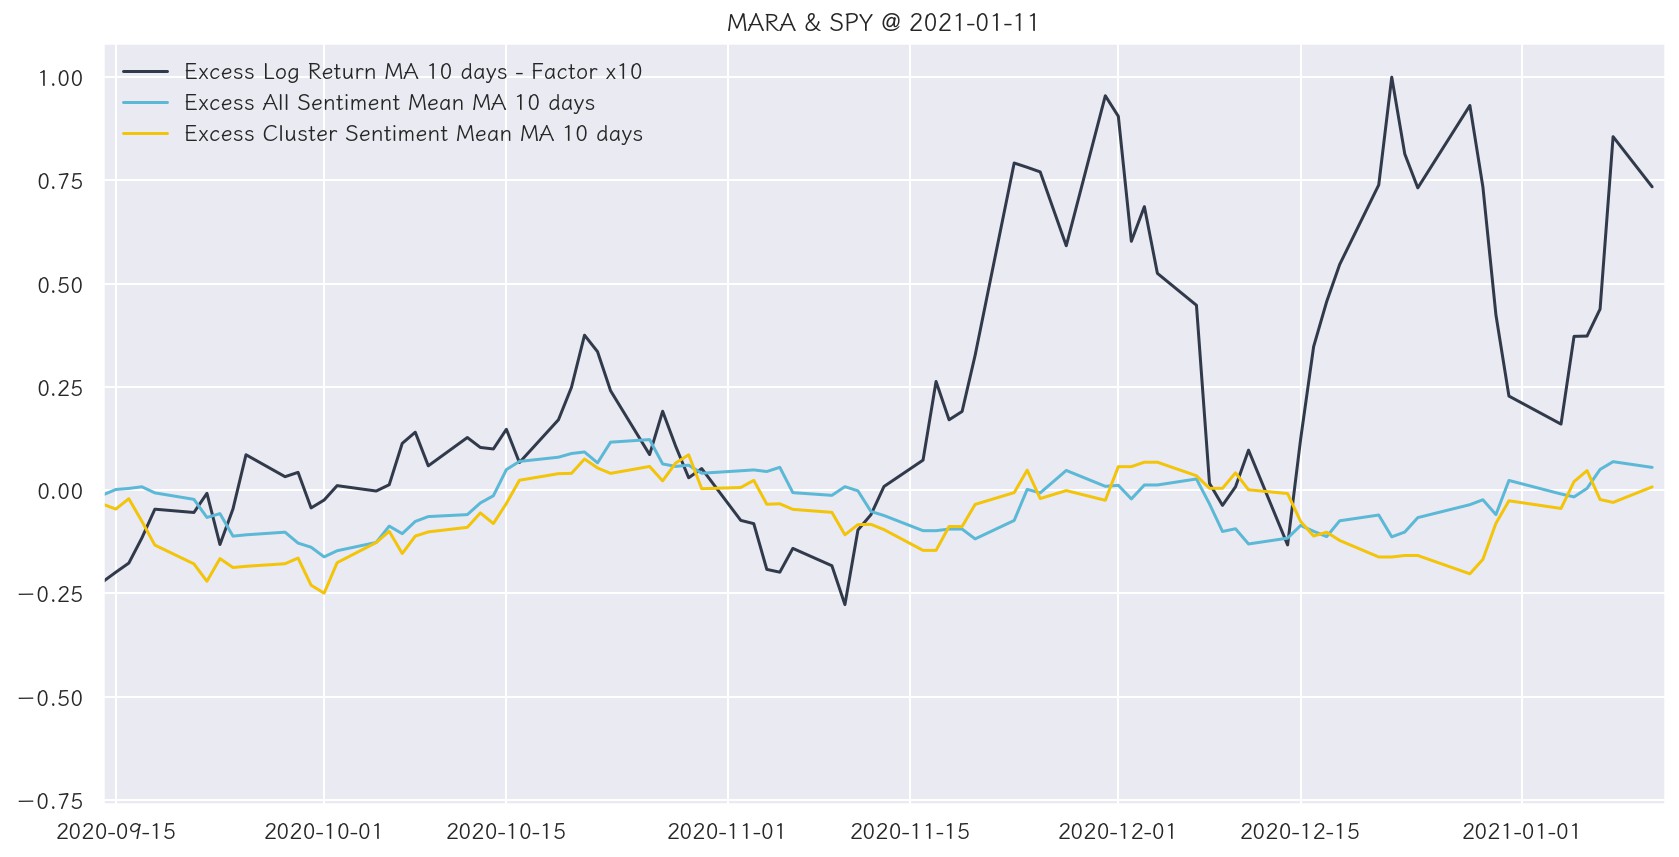 MARA & SPY @ 2021-01-11
Excess Log Return MA 10 days - Factor x10
Excess All Sentiment Mean MA 10 days
Excess Cluster Sentiment Mean MA 10 days
1.00
0.75
0.50
0.25
0.00
−0.25
−0.50
−0.75
2020-09-15 2020-10-01 2020-10-15 2020-11-01 2020-11-15 2020-12-01 2020-12-15 2021-01-01